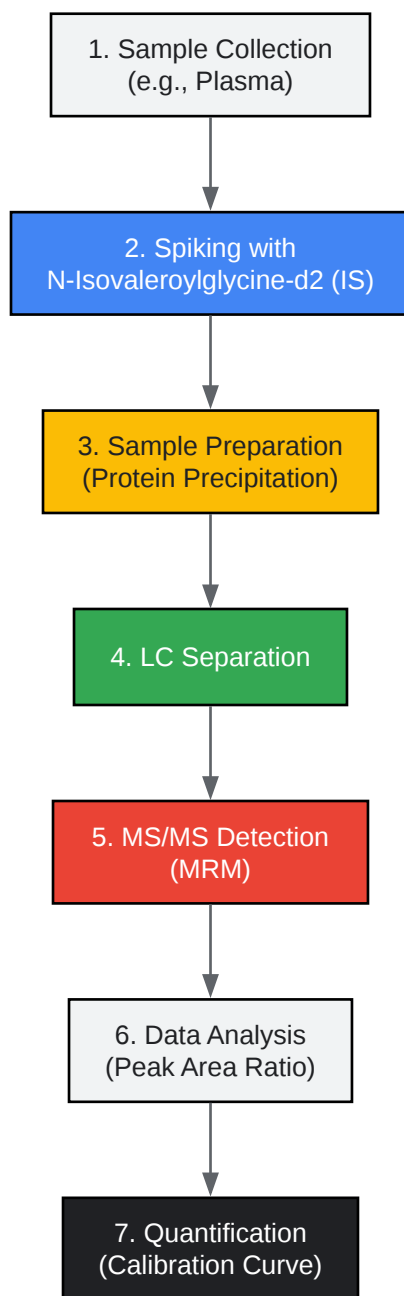 1. Sample Collection
(e.g., Plasma)
2. Spiking with
N-Isovaleroylglycine-d2 (IS)
3. Sample Preparation
(Protein Precipitation)
4. LC Separation
5. MS/MS Detection
(MRM)
6. Data Analysis
(Peak Area Ratio)
7. Quantification
(Calibration Curve)